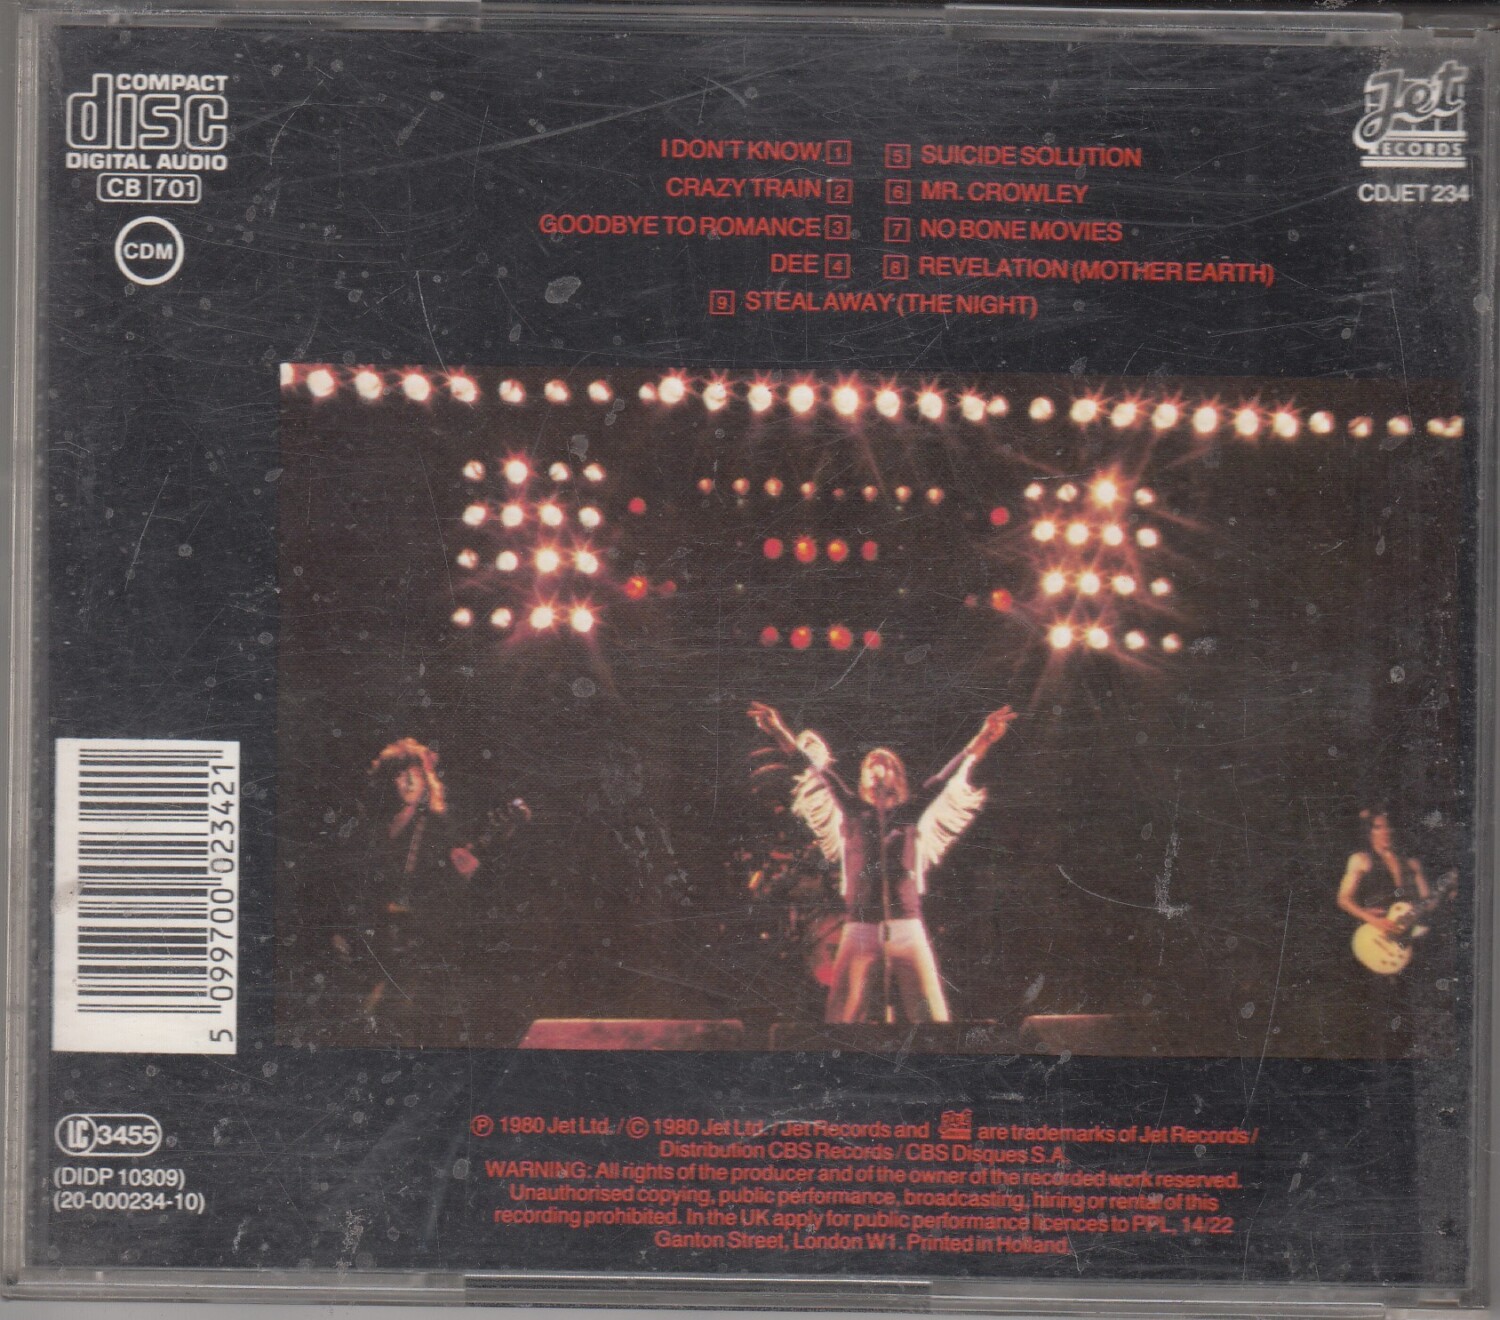 COMPACT
disc
DIGITAL AUDIO
CB 701
CDM
Jet
RECORDS
CDJET 234
I DON'T KNOW 1
CRAZY TRAIN 2
GOODBYE TO ROMANCE 3
DEE 4
5 SUICIDE SOLUTION
6 MR. CROWLEY
7 NO BONE MOVIES
8 REVELATION (MOTHER EARTH)
9 STEAL AWAY (THE NIGHT)
5 099700 023421
LC 3455
(DIDP 10309)
(20-000234-10)
Ⓟ 1980 Jet Ltd. / © 1980 Jet Ltd. / Jet Records and Jet are trademarks of Jet Records /
Distribution CBS Records / CBS Disques S.A.
WARNING: All rights of the producer and of the owner of the recorded work reserved.
Unauthorised copying, public performance, broadcasting, hiring or rental of this
recording prohibited. In the UK apply for public performance licences to PPL, 14/22
Ganton Street, London W1. Printed in Holland.